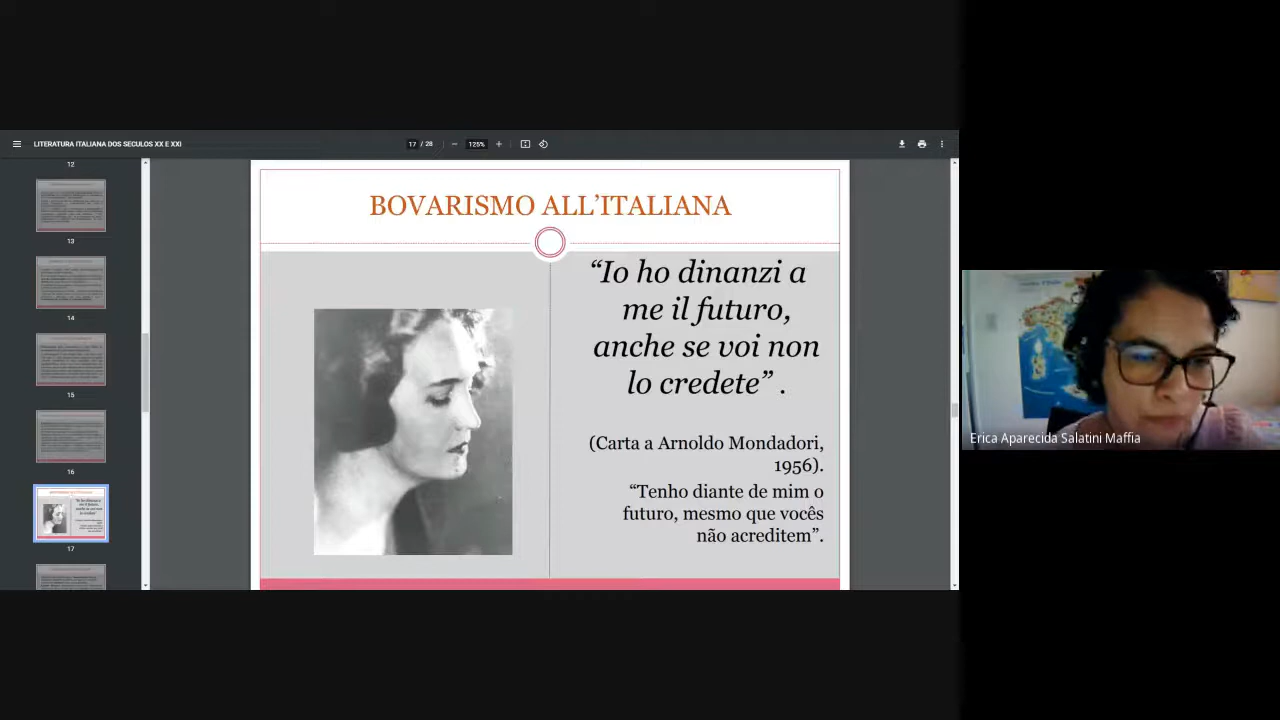 LITERATURA ITALIANA DOS SECULOS XX E XXI
17 / 28
125%
12
13
14
15
16
17
BOVARISMO ALL’ITALIANA
“Io ho dinanzi a
me il futuro,
anche se voi non
lo credete” .
(Carta a Arnoldo Mondadori,
1956).
“Tenho diante de mim o
futuro, mesmo que vocês
não acreditem”.
Erica Aparecida Salatini Maffia